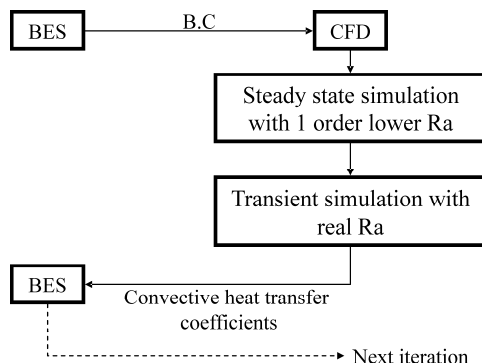 BES
B.C
CFD
Steady state simulation
with 1 order lower Ra
Transient simulation with
real Ra
BES
Convective heat transfer
coefficients
Next iteration